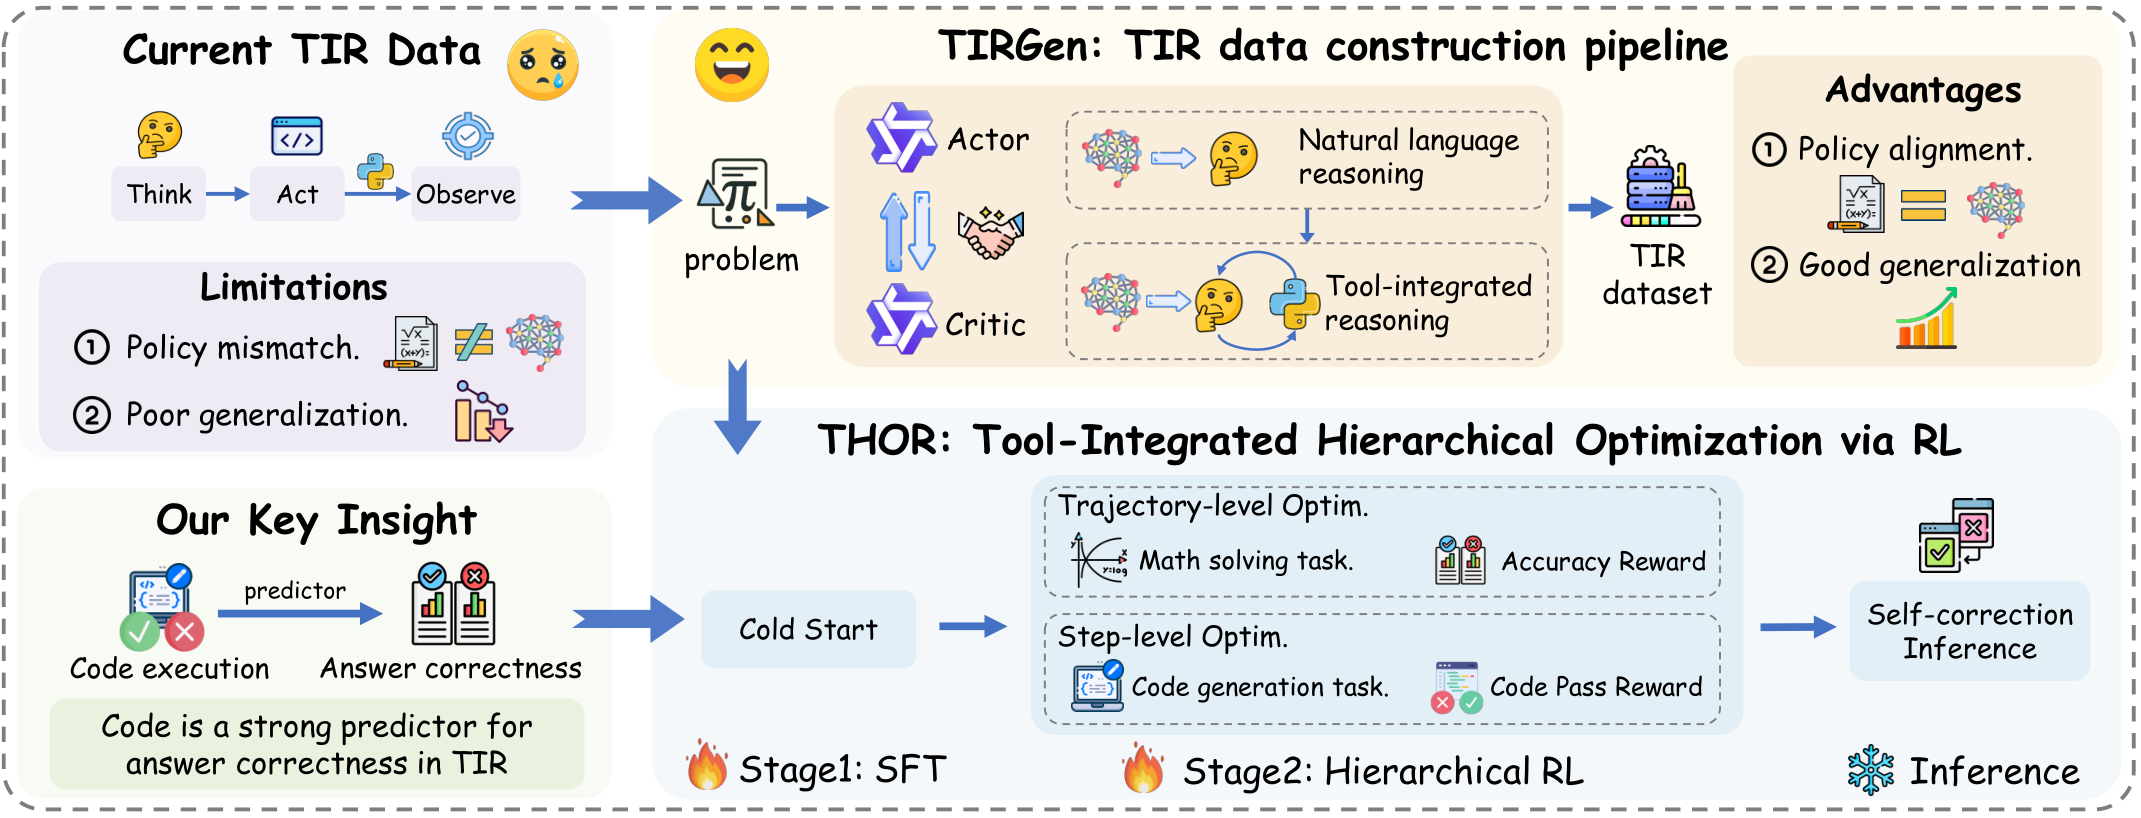 Current TIR Data
Think
Act
Observe
Limitations
① Policy mismatch.
√x
(x+y)=
② Poor generalization.
Our Key Insight
predictor
Code execution
Answer correctness
Code is a strong predictor for
answer correctness in TIR
TIRGen: TIR data construction pipeline
problem
π
Actor
Critic
Natural language
reasoning
Tool-integrated
reasoning
TIR
dataset
Advantages
① Policy alignment.
√x
(x+y)=
② Good generalization
THOR: Tool-Integrated Hierarchical Optimization via RL
Cold Start
Trajectory-level Optim.
y
x
y=log
Math solving task.
Accuracy Reward
Step-level Optim.
Code generation task.
Code Pass Reward
Self-correction
Inference
Stage1: SFT
Stage2: Hierarchical RL
Inference